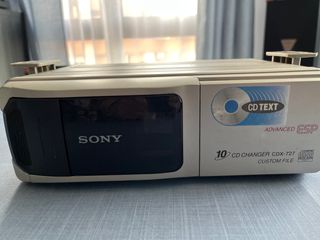 SONY
CD TEXT
ADVANCED ESP
10 CD CHANGER CDX-727
CUSTOM FILE